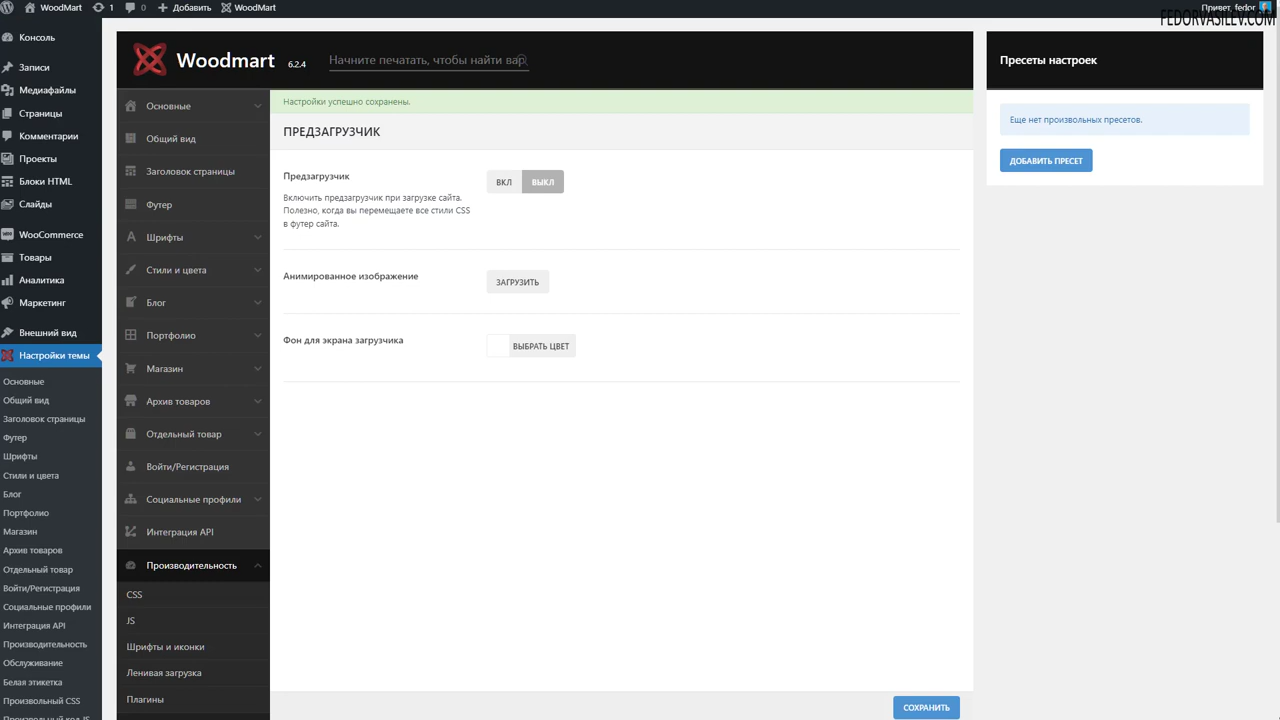 WoodMart
1
0
Добавить
WoodMart
Привет, fedor
FEDORVASILEV.COM
Консоль
Записи
Медиафайлы
Страницы
Комментарии
Проекты
Блоки HTML
Слайды
WooCommerce
Товары
Аналитика
Маркетинг
Внешний вид
Настройки темы
Основные
Общий вид
Заголовок страницы
Футер
Шрифты
Стили и цвета
Блог
Портфолио
Магазин
Архив товаров
Отдельный товар
Войти/Регистрация
Социальные профили
Интеграция API
Производительность
Обслуживание
Белая этикетка
Произвольный CSS
Произвольный код JS
Woodmart
6.2.4
Начните печатать, чтобы найти вар
Основные
Общий вид
Заголовок страницы
Футер
Шрифты
Стили и цвета
Блог
Портфолио
Магазин
Архив товаров
Отдельный товар
Войти/Регистрация
Социальные профили
Интеграция API
Производительность
CSS
JS
Шрифты и иконки
Ленивая загрузка
Плагины
Настройки успешно сохранены.
ПРЕДЗАГРУЗЧИК
Предзагрузчик
ВКЛ
ВЫКЛ
Включить предзагрузчик при загрузке сайта.
Полезно, когда вы перемещаете все стили CSS
в футер сайта.
Анимированное изображение
ЗАГРУЗИТЬ
Фон для экрана загрузчика
ВЫБРАТЬ ЦВЕТ
СОХРАНИТЬ
Пресеты настроек
Еще нет произвольных пресетов.
ДОБАВИТЬ ПРЕСЕТ